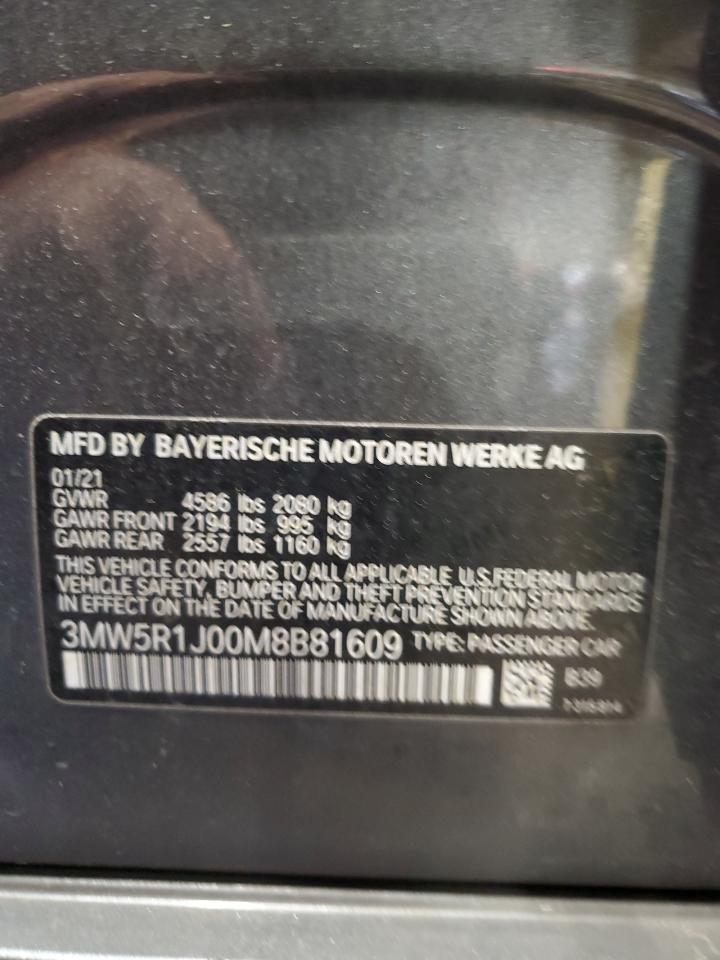 MFD BY BAYERISCHE MOTOREN WERKE AG
01/21
GVWR 4586 lbs 2080 kg
GAWR FRONT 2194 lbs 995 kg
GAWR REAR 2557 lbs 1160 kg
THIS VEHICLE CONFORMS TO ALL APPLICABLE U.S.FEDERAL MOTOR
VEHICLE SAFETY, BUMPER AND THEFT PREVENTION STANDARDS
IN EFFECT ON THE DATE OF MANUFACTURE SHOWN ABOVE.
3MW5R1J00M8B81609 TYPE: PASSENGER CAR
B39